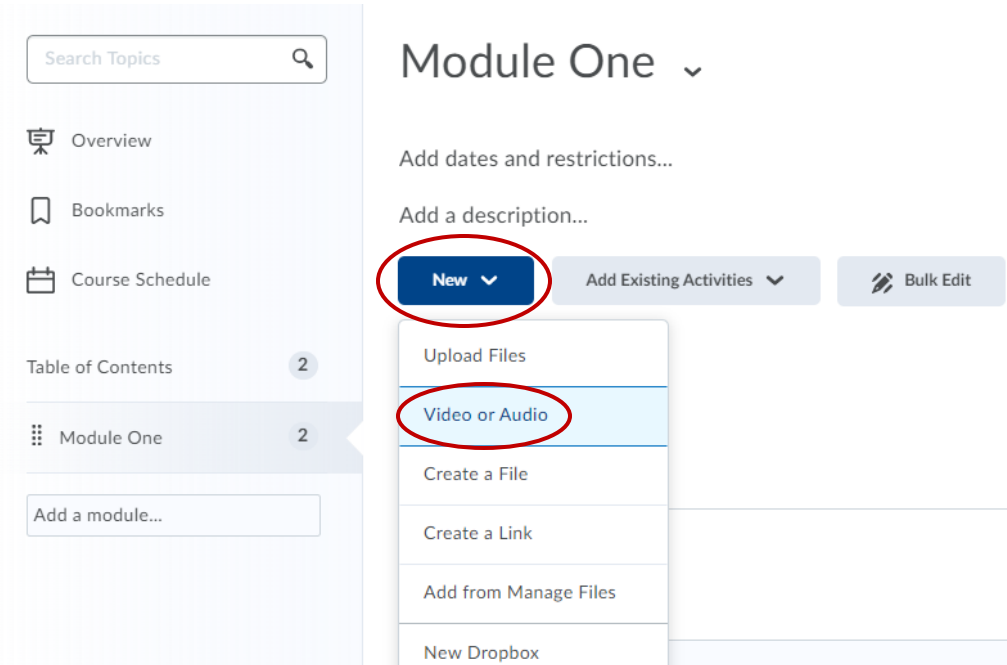 Search Topics
Overview
Bookmarks
Course Schedule
Table of Contents 2
Module One 2
Add a module...
Module One
Add dates and restrictions...
Add a description...
New Add Existing Activities Bulk Edit
Upload Files
Video or Audio
Create a File
Create a Link
Add from Manage Files
New Dropbox